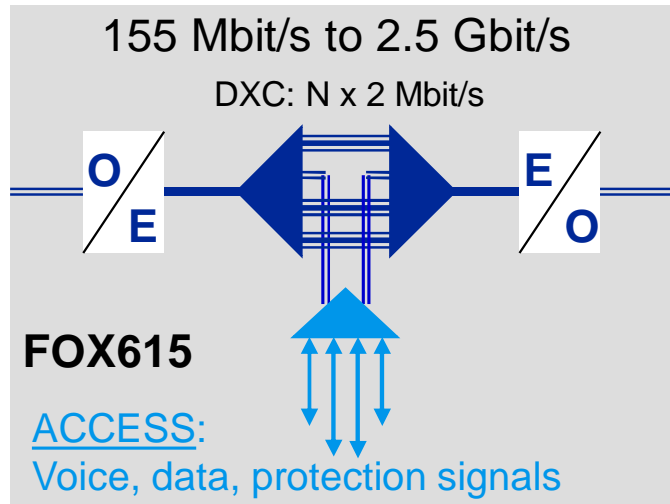 155 Mbit/s to 2.5 Gbit/s
DXC: N x 2 Mbit/s
O
E
E
O
FOX615
ACCESS:
Voice, data, protection signals